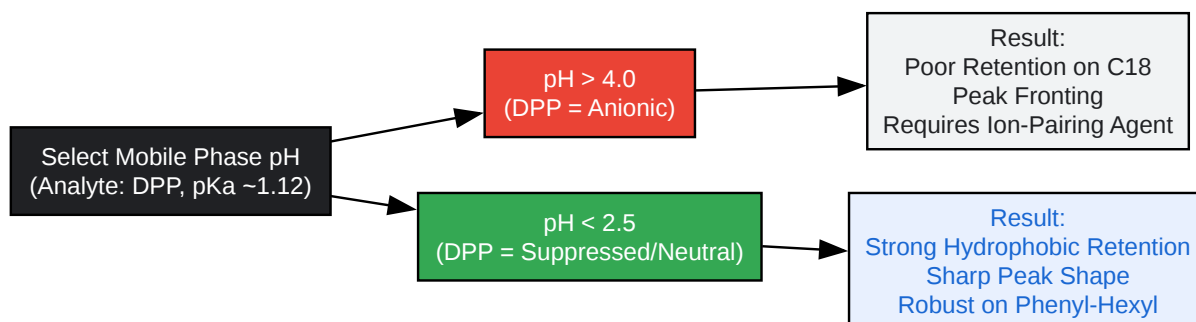 Select Mobile Phase pH
(Analyte: DPP, pKa ~1.12)
pH > 4.0
(DPP = Anionic)
Result:
Poor Retention on C18
Peak Fronting
Requires Ion-Pairing Agent
pH < 2.5
(DPP = Suppressed/Neutral)
Result:
Strong Hydrophobic Retention
Sharp Peak Shape
Robust on Phenyl-Hexyl